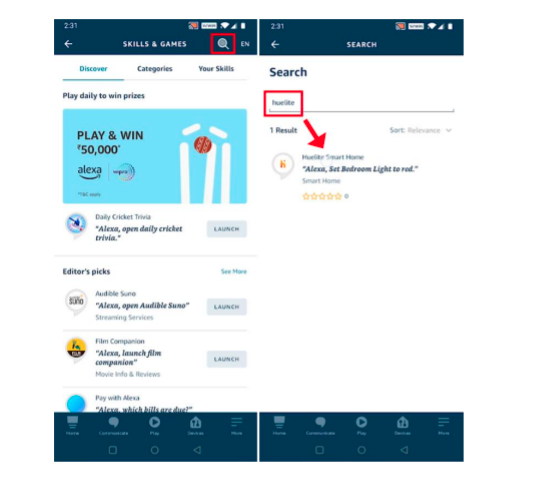 2:31
SKILLS & GAMES
EN
Discover
Categories
Your Skills
Play daily to win prizes
PLAY & WIN
₹50,000*
alexa
wipro
*T&C apply
Daily Cricket Trivia
"Alexa, open daily cricket
trivia."
LAUNCH
Editor's picks
See More
suno
Audible Suno
"Alexa, open Audible Suno"
Streaming Services
LAUNCH
Film Companion
"Alexa, launch film
companion"
Movie Info & Reviews
LAUNCH
Pay with Alexa
"Alexa, which bills are due?"
Home
Communicate
Play
Devices
More
2:31
SEARCH
Search
huelite
1 Result
Sort: Relevance
Huelite Smart Home
"Alexa, Set Bedroom Light to red."
Smart Home
0
Home
Communicate
Play
Devices
More